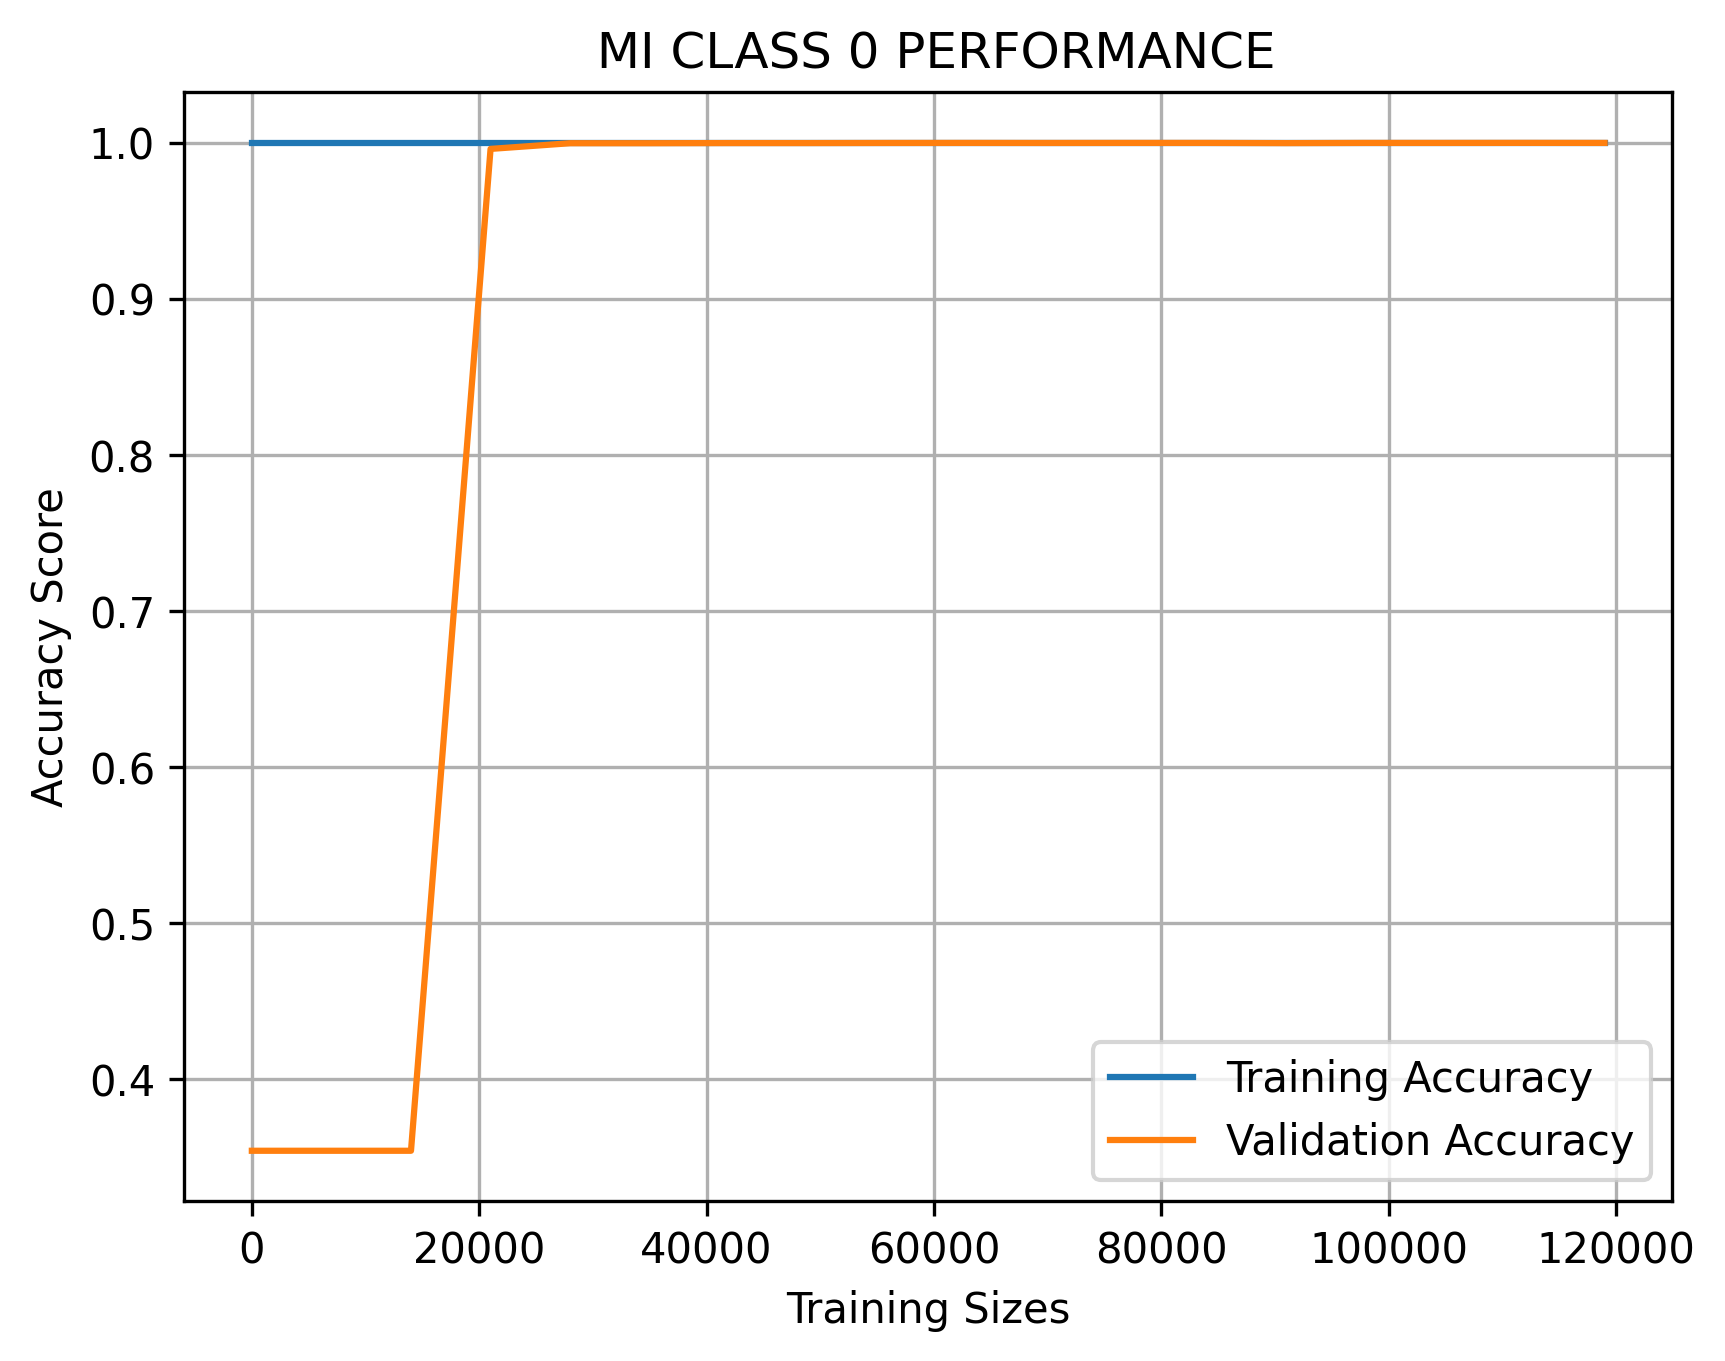 MI CLASS 0 PERFORMANCE
1.0
0.9
0.8
0.7
0.6
0.5
0.4
Accuracy Score
Training Accuracy
Validation Accuracy
0 20000 40000 60000 80000 100000 120000
Training Sizes